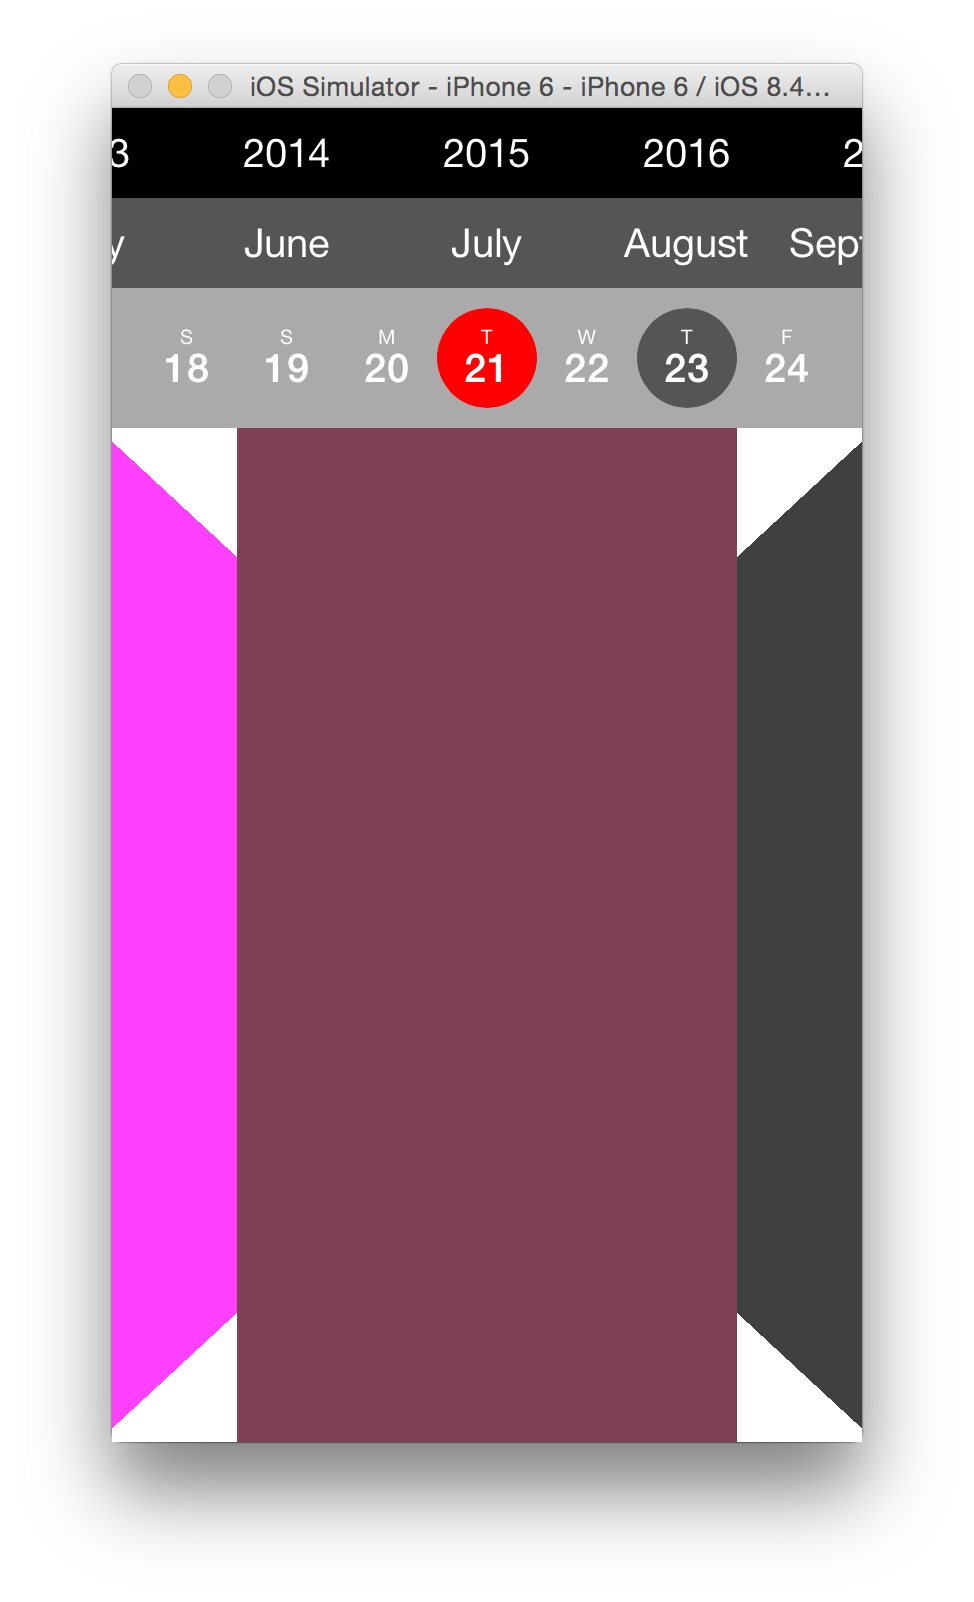 iOS Simulator - iPhone 6 - iPhone 6 / iOS 8.4...
3 2014 2015 2016 2
y June July August Sept
S S M T W T F
18 19 20 21 22 23 24